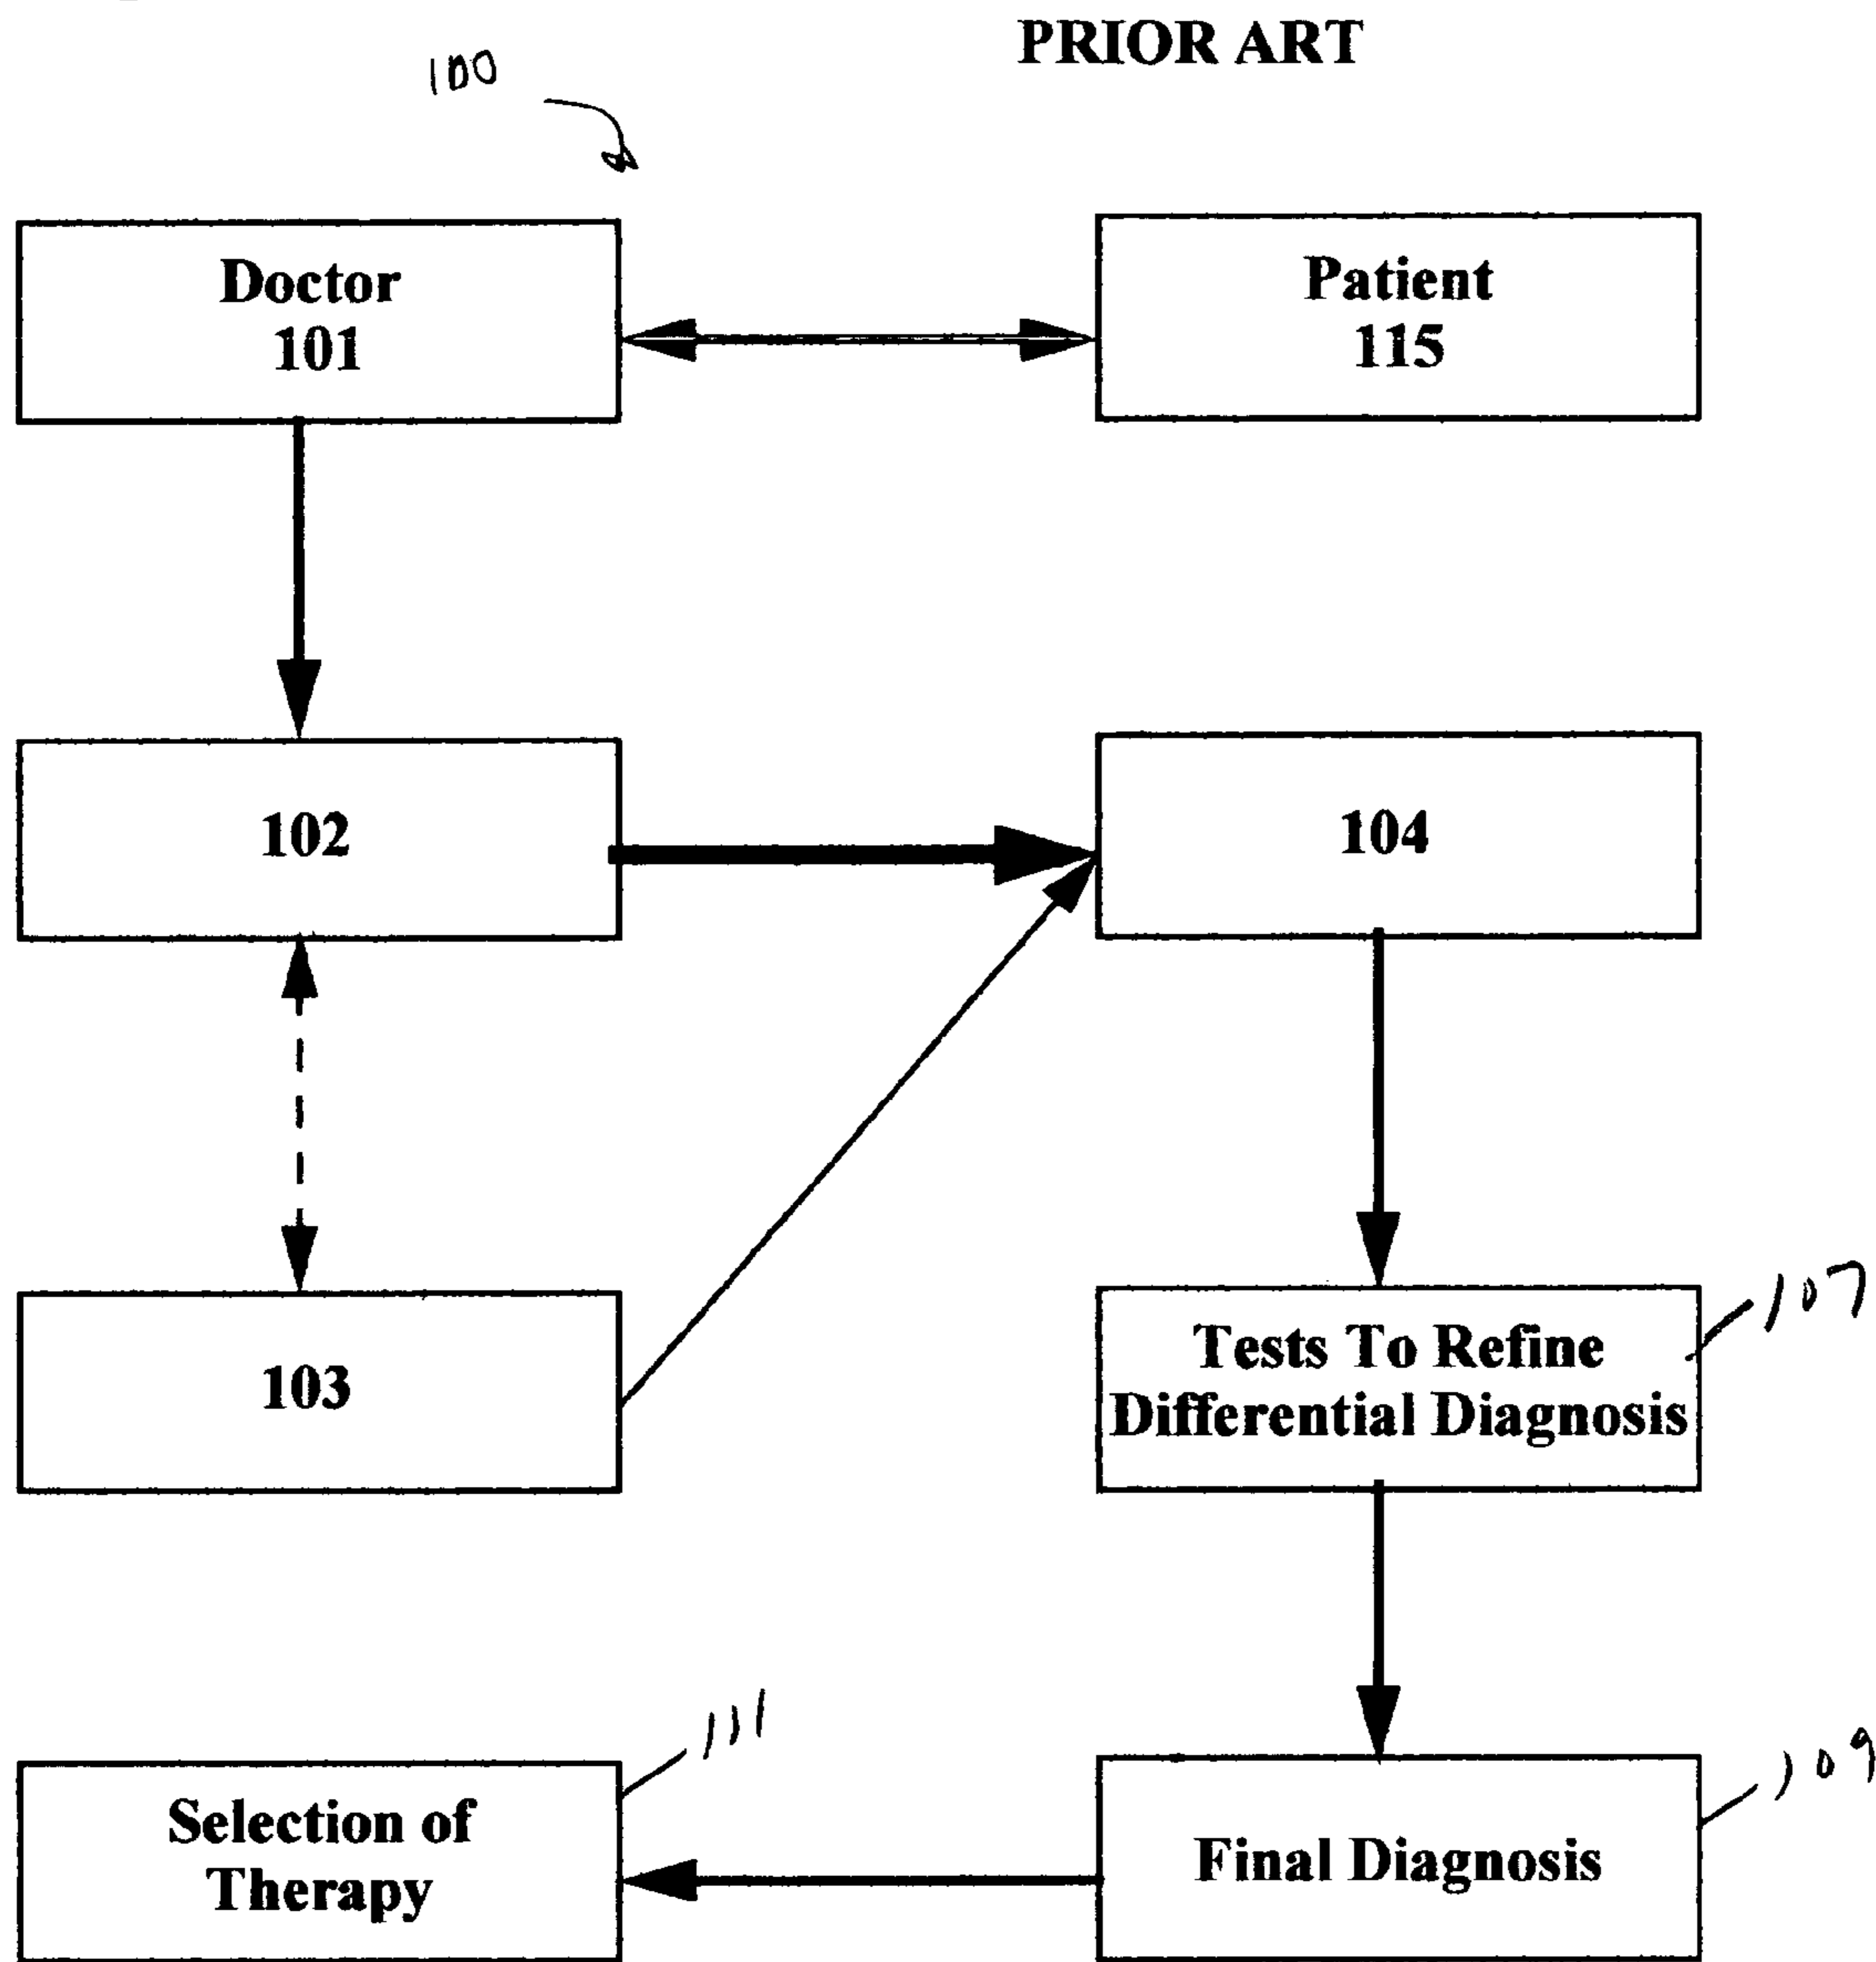 PRIOR ART
100
Doctor
101
Patient
115
102
104
103
Tests To Refine
Differential Diagnosis
107
Selection of
Therapy
111
Final Diagnosis
109